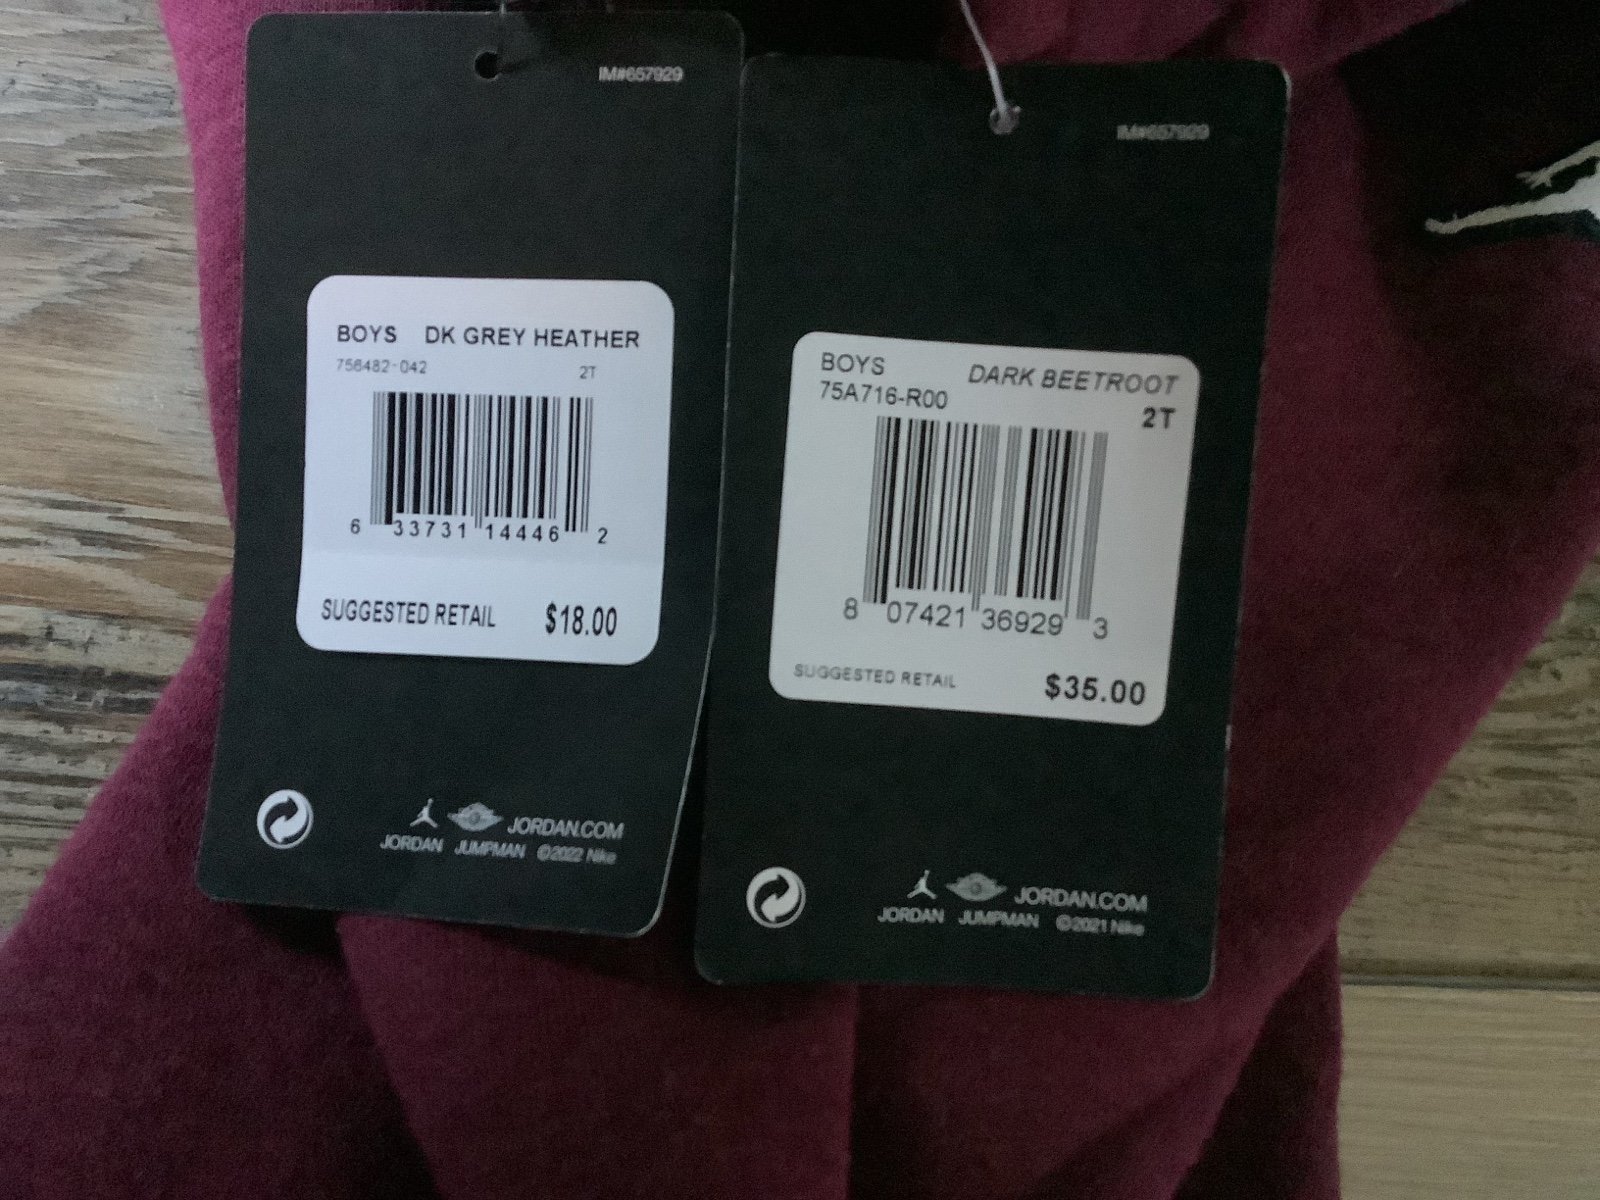 IM#657929
BOYS DK GREY HEATHER
756482-042 2T
6 33731 14446 2
SUGGESTED RETAIL $18.00
JORDAN.COM
JORDAN JUMPMAN ©2022 Nike
IM#657929
BOYS DARK BEETROOT
75A716-R00 2T
8 07421 36929 3
SUGGESTED RETAIL $35.00
JORDAN.COM
JORDAN JUMPMAN ©2021 Nike